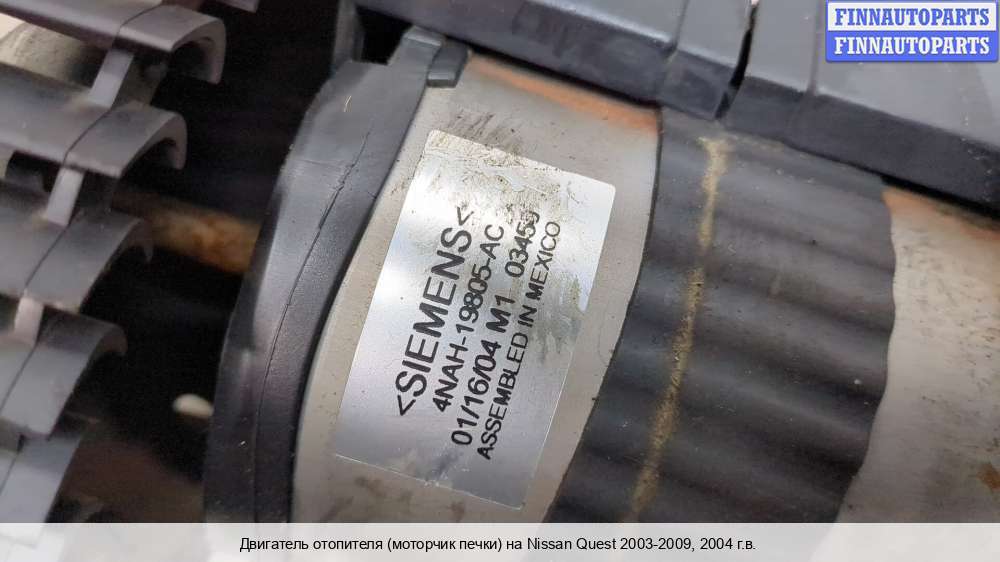 FINNAUTOPARTS
FINNAUTOPARTS
<SIEMENS<
4NAH-19805-AC
01/16/04 M1 03459
ASSEMBLED IN MEXICO
Двигатель отопителя (моторчик печки) на Nissan Quest 2003-2009, 2004 г.в.